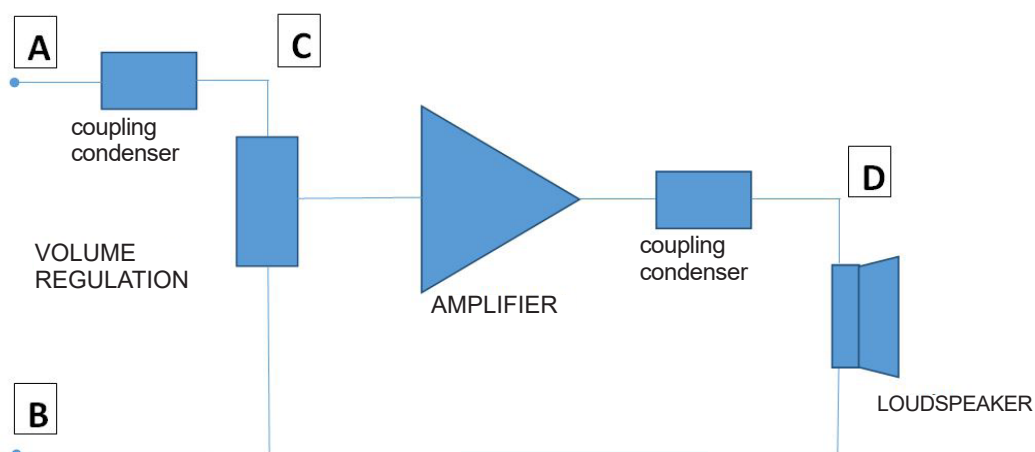 A
C
coupling
condenser
D
coupling
condenser
VOLUME
REGULATION
AMPLIFIER
B
LOUDSPEAKER